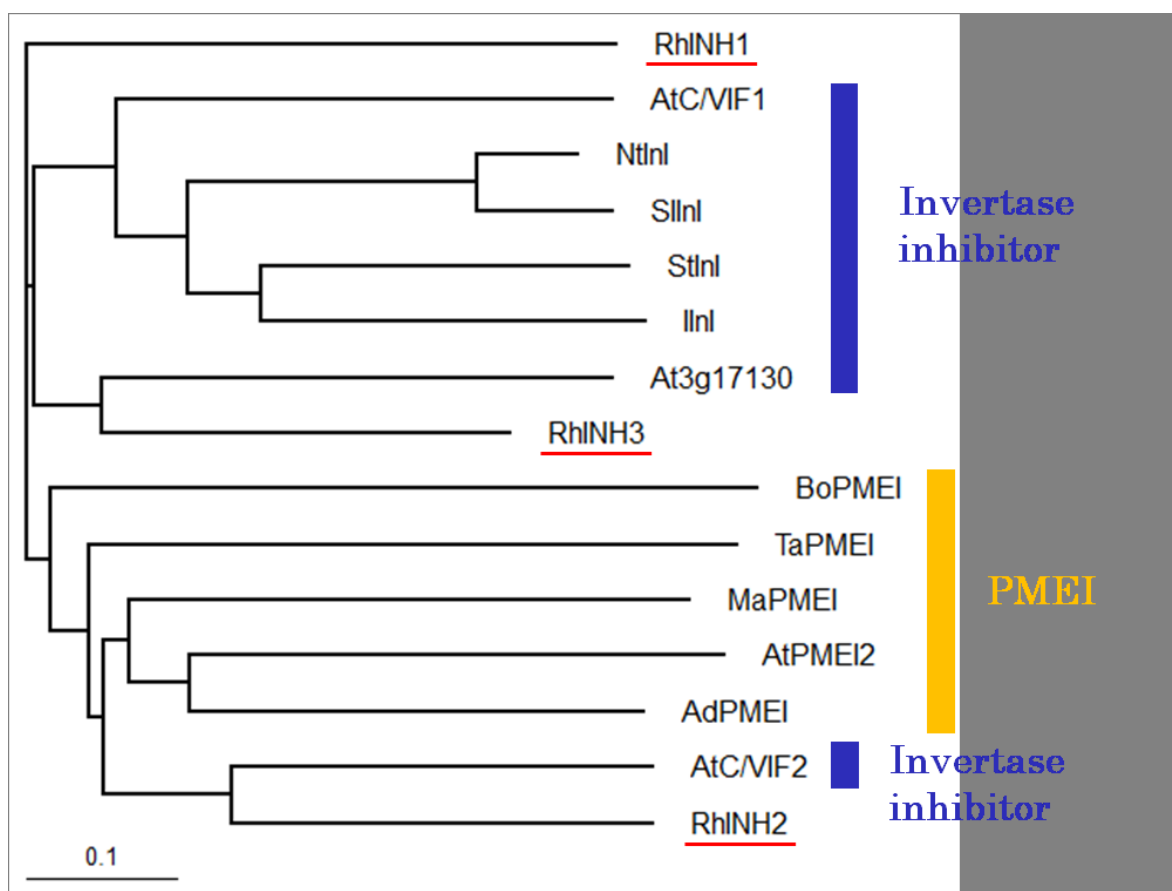 RhINH1
AtC/VIF1
NtInI
SlInI
StInI
IInI
At3g17130
RhINH3
Invertase
inhibitor
BoPMEI
TaPMEI
MaPMEI
AtPMEI2
AdPMEI
PMEI
AtC/VIF2
RhINH2
Invertase
inhibitor
0.1